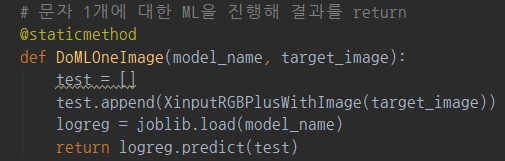 # 문자 1개에 대한 ML을 진행해 결과를 return
@staticmethod
def DoMLOneImage(model_name, target_image):
    test = []
    test.append(XinputRGBPlusWithImage(target_image))
    logreg = joblib.load(model_name)
    return logreg.predict(test)